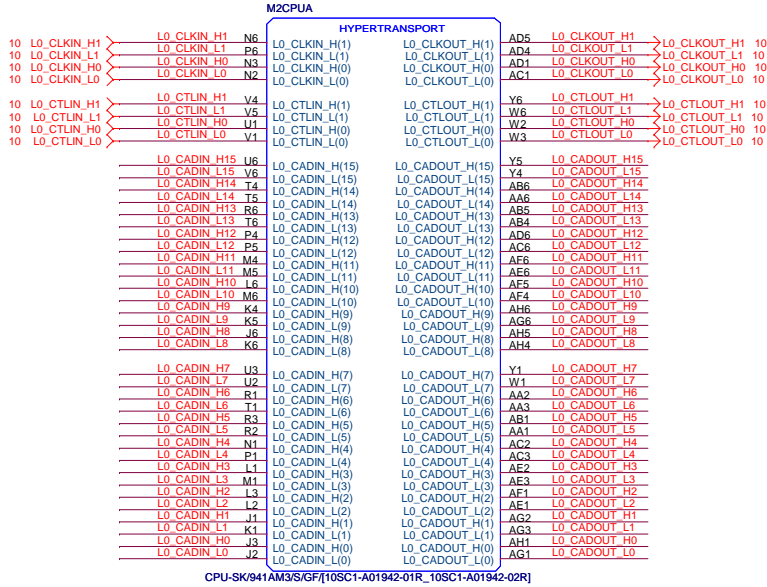 M2CPUA
HYPERTRANSPORT
10 L0_CLKIN_H1 L0_CLKIN_H1 N6 L0_CLKIN_H(1) L0_CLKOUT_H(1) AD5 L0_CLKOUT_H1 L0_CLKOUT_H1 10
10 L0_CLKIN_L1 L0_CLKIN_L1 P6 L0_CLKIN_L(1) L0_CLKOUT_L(1) AD4 L0_CLKOUT_L1 L0_CLKOUT_L1 10
10 L0_CLKIN_H0 L0_CLKIN_H0 N3 L0_CLKIN_H(0) L0_CLKOUT_H(0) AD1 L0_CLKOUT_H0 L0_CLKOUT_H0 10
10 L0_CLKIN_L0 L0_CLKIN_L0 N2 L0_CLKIN_L(0) L0_CLKOUT_L(0) AC1 L0_CLKOUT_L0 L0_CLKOUT_L0 10
10 L0_CTLIN_H1 L0_CTLIN_H1 V4 L0_CTLIN_H(1) L0_CTLOUT_H(1) Y6 L0_CTLOUT_H1 L0_CTLOUT_H1 10
10 L0_CTLIN_L1 L0_CTLIN_L1 V5 L0_CTLIN_L(1) L0_CTLOUT_L(1) W6 L0_CTLOUT_L1 L0_CTLOUT_L1 10
10 L0_CTLIN_H0 L0_CTLIN_H0 U1 L0_CTLIN_H(0) L0_CTLOUT_H(0) W2 L0_CTLOUT_H0 L0_CTLOUT_H0 10
10 L0_CTLIN_L0 L0_CTLIN_L0 V1 L0_CTLIN_L(0) L0_CTLOUT_L(0) W3 L0_CTLOUT_L0 L0_CTLOUT_L0 10
L0_CADIN_H15 U6 L0_CADIN_H(15) L0_CADOUT_H(15) Y5 L0_CADOUT_H15
L0_CADIN_L15 V6 L0_CADIN_L(15) L0_CADOUT_L(15) Y4 L0_CADOUT_L15
L0_CADIN_H14 T4 L0_CADIN_H(14) L0_CADOUT_H(14) AB6 L0_CADOUT_H14
L0_CADIN_L14 T5 L0_CADIN_L(14) L0_CADOUT_L(14) AA6 L0_CADOUT_L14
L0_CADIN_H13 R6 L0_CADIN_H(13) L0_CADOUT_H(13) AB5 L0_CADOUT_H13
L0_CADIN_L13 T6 L0_CADIN_L(13) L0_CADOUT_L(13) AB4 L0_CADOUT_L13
L0_CADIN_H12 P4 L0_CADIN_H(12) L0_CADOUT_H(12) AD6 L0_CADOUT_H12
L0_CADIN_L12 P5 L0_CADIN_L(12) L0_CADOUT_L(12) AC6 L0_CADOUT_L12
L0_CADIN_H11 M4 L0_CADIN_H(11) L0_CADOUT_H(11) AF6 L0_CADOUT_H11
L0_CADIN_L11 M5 L0_CADIN_L(11) L0_CADOUT_L(11) AE6 L0_CADOUT_L11
L0_CADIN_H10 L6 L0_CADIN_H(10) L0_CADOUT_H(10) AF5 L0_CADOUT_H10
L0_CADIN_L10 M6 L0_CADIN_L(10) L0_CADOUT_L(10) AF4 L0_CADOUT_L10
L0_CADIN_H9 K4 L0_CADIN_H(9) L0_CADOUT_H(9) AH6 L0_CADOUT_H9
L0_CADIN_L9 K5 L0_CADIN_L(9) L0_CADOUT_L(9) AG6 L0_CADOUT_L9
L0_CADIN_H8 J6 L0_CADIN_H(8) L0_CADOUT_H(8) AH5 L0_CADOUT_H8
L0_CADIN_L8 K6 L0_CADIN_L(8) L0_CADOUT_L(8) AH4 L0_CADOUT_L8
L0_CADIN_H7 U3 L0_CADIN_H(7) L0_CADOUT_H(7) Y1 L0_CADOUT_H7
L0_CADIN_L7 U2 L0_CADIN_L(7) L0_CADOUT_L(7) W1 L0_CADOUT_L7
L0_CADIN_H6 R1 L0_CADIN_H(6) L0_CADOUT_H(6) AA2 L0_CADOUT_H6
L0_CADIN_L6 T1 L0_CADIN_L(6) L0_CADOUT_L(6) AA3 L0_CADOUT_L6
L0_CADIN_H5 R3 L0_CADIN_H(5) L0_CADOUT_H(5) AB1 L0_CADOUT_H5
L0_CADIN_L5 R2 L0_CADIN_L(5) L0_CADOUT_L(5) AA1 L0_CADOUT_L5
L0_CADIN_H4 N1 L0_CADIN_H(4) L0_CADOUT_H(4) AC2 L0_CADOUT_H4
L0_CADIN_L4 P1 L0_CADIN_L(4) L0_CADOUT_L(4) AC3 L0_CADOUT_L4
L0_CADIN_H3 L1 L0_CADIN_H(3) L0_CADOUT_H(3) AE2 L0_CADOUT_H3
L0_CADIN_L3 M1 L0_CADIN_L(3) L0_CADOUT_L(3) AE3 L0_CADOUT_L3
L0_CADIN_H2 L3 L0_CADIN_H(2) L0_CADOUT_H(2) AF1 L0_CADOUT_H2
L0_CADIN_L2 L2 L0_CADIN_L(2) L0_CADOUT_L(2) AE1 L0_CADOUT_L2
L0_CADIN_H1 J1 L0_CADIN_H(1) L0_CADOUT_H(1) AG2 L0_CADOUT_H1
L0_CADIN_L1 K1 L0_CADIN_L(1) L0_CADOUT_L(1) AG3 L0_CADOUT_L1
L0_CADIN_H0 J3 L0_CADIN_H(0) L0_CADOUT_H(0) AH1 L0_CADOUT_H0
L0_CADIN_L0 J2 L0_CADIN_L(0) L0_CADOUT_L(0) AG1 L0_CADOUT_L0
CPU-SK/941AM3/S/GF/[10SC1-A01942-01R_10SC1-A01942-02R]